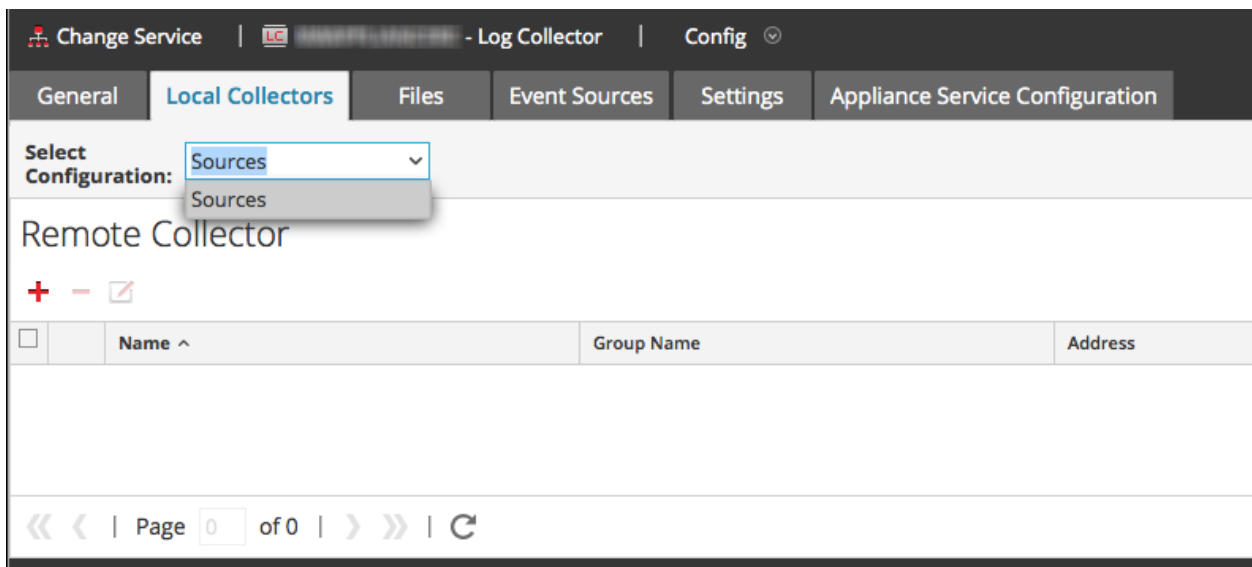 Change Service | LC - Log Collector | Config
General Local Collectors Files Event Sources Settings Appliance Service Configuration
Select
Configuration:
Sources
Sources
Remote Collector
Name Group Name Address
| Page 0 of 0 | |